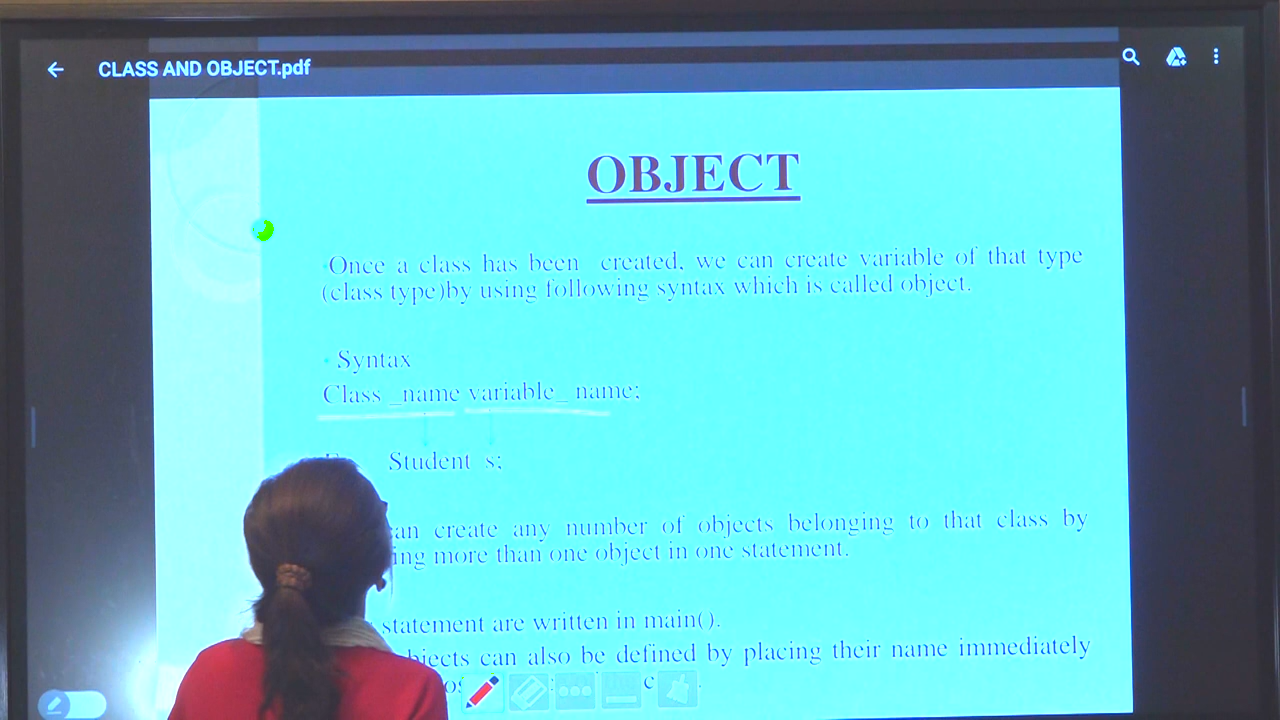 CLASS AND OBJECT.pdf
OBJECT
Once a class has been created, we can create variable of that type
(class type)by using following syntax which is called object.
Syntax
Class _name variable_ name;
Student s;
can create any number of objects belonging to that class by
more than one object in one statement.
statement are written in main().
can also be defined by placing their name immediately